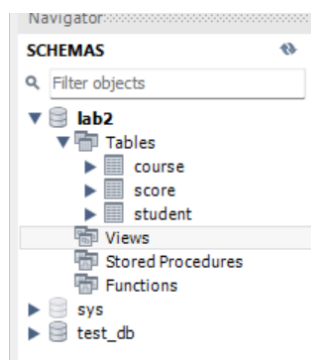 Navigator
SCHEMAS
Filter objects
lab2
Tables
course
score
student
Views
Stored Procedures
Functions
sys
test_db